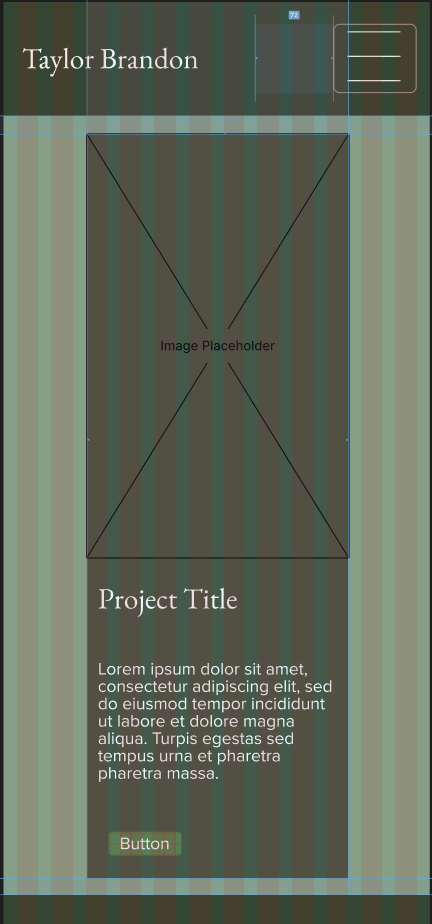 72
Taylor Brandon
Image Placeholder
Project Title
Lorem ipsum dolor sit amet,
consectetur adipiscing elit, sed
do eiusmod tempor incididunt
ut labore et dolore magna
aliqua. Turpis egestas sed
tempus urna et pharetra
pharetra massa.
Button